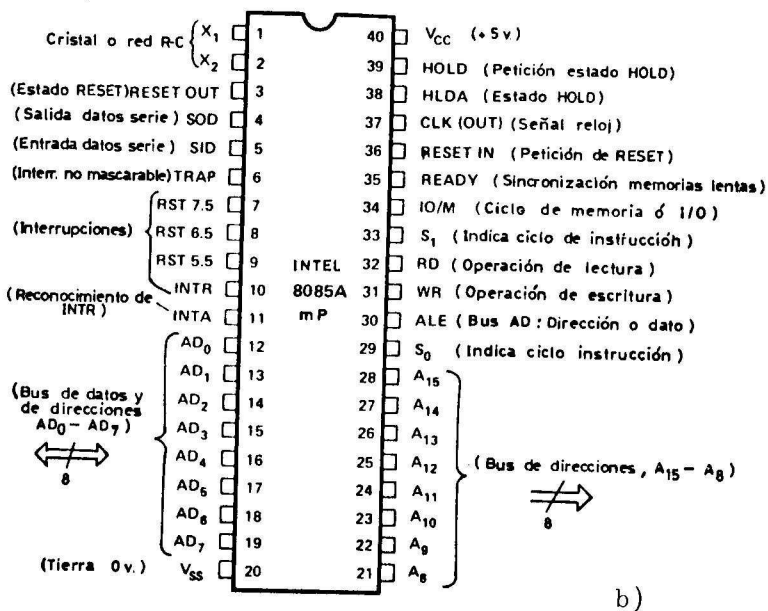 Cristal o red R-C
X1 1
X2 2
(Estado RESET) RESET OUT 3
(Salida datos serie) SOD 4
(Entrada datos serie) SID 5
(Interr. no mascarable) TRAP 6
(Interrupciones)
RST 7.5 7
RST 6.5 8
RST 5.5 9
INTR 10
(Reconocimiento de
INTR)
INTA 11
AD0 12
AD1 13
AD2 14
AD3 15
AD4 16
AD5 17
AD6 18
AD7 19
(Bus de datos y
de direcciones
AD0 - AD7)
8
(Tierra 0 v.) VSS 20
INTEL
8085A
mP
40 VCC (+5 v.)
39 HOLD (Petición estado HOLD)
38 HLDA (Estado HOLD)
37 CLK (OUT) (Señal reloj)
36 RESET IN (Petición de RESET)
35 READY (Sincronización memorias lentas)
34 IO/M (Ciclo de memoria ó I/O)
33 S1 (Indica ciclo de instrucción)
32 RD (Operación de lectura)
31 WR (Operación de escritura)
30 ALE (Bus AD: Dirección o dato)
29 S0 (Indica ciclo instrucción)
28 A15
27 A14
26 A13
25 A12
24 A11
23 A10
22 A9
21 A8
(Bus de direcciones, A15 - A8)
8
b)